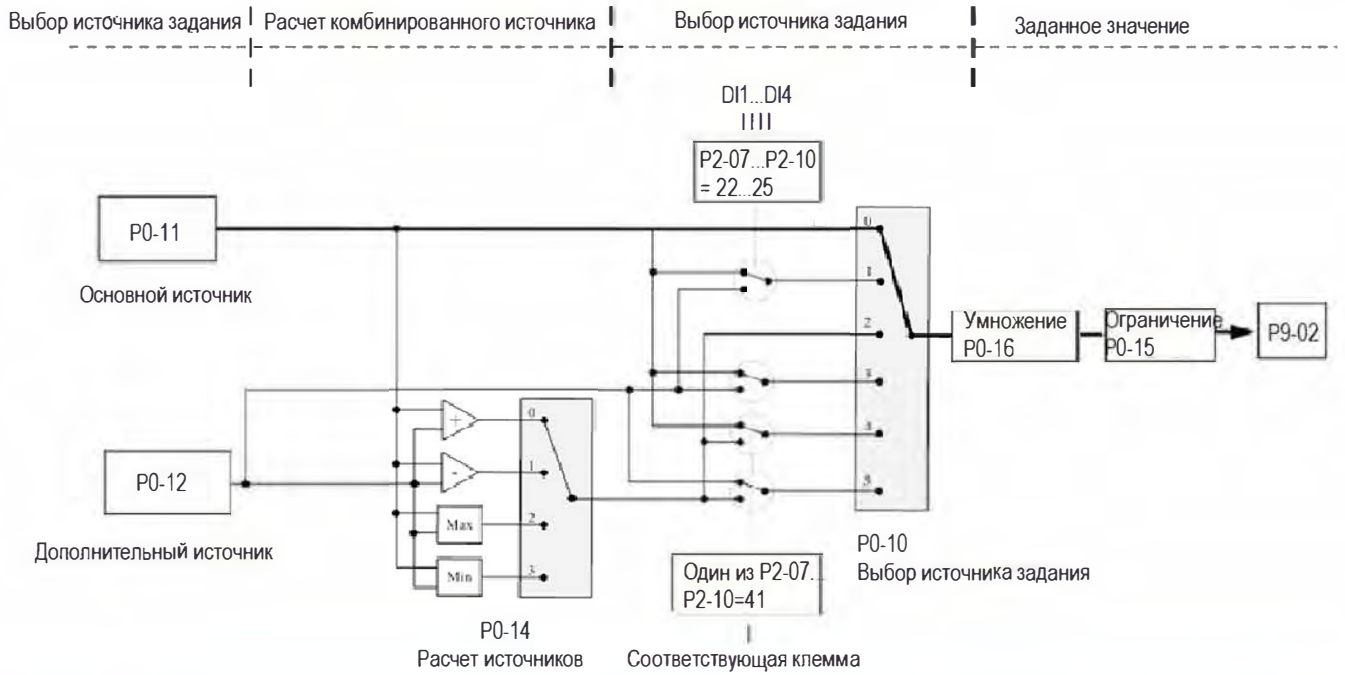 Выбор источника задания
Расчет комбинированного источника
Выбор источника задания
Заданное значение
DI1...DI4
P2-07...P2-10
= 22...25
P0-11
Основной источник
0
1
2
Умножение
P0-16
Ограничение
P0-15
P9-02
+
0
-
1
P0-12
Max
2
Дополнительный источник
Min
3
P0-10
Выбор источника задания
Один из P2-07...
P2-10=41
P0-14
Расчет источников
Соответствующая клемма